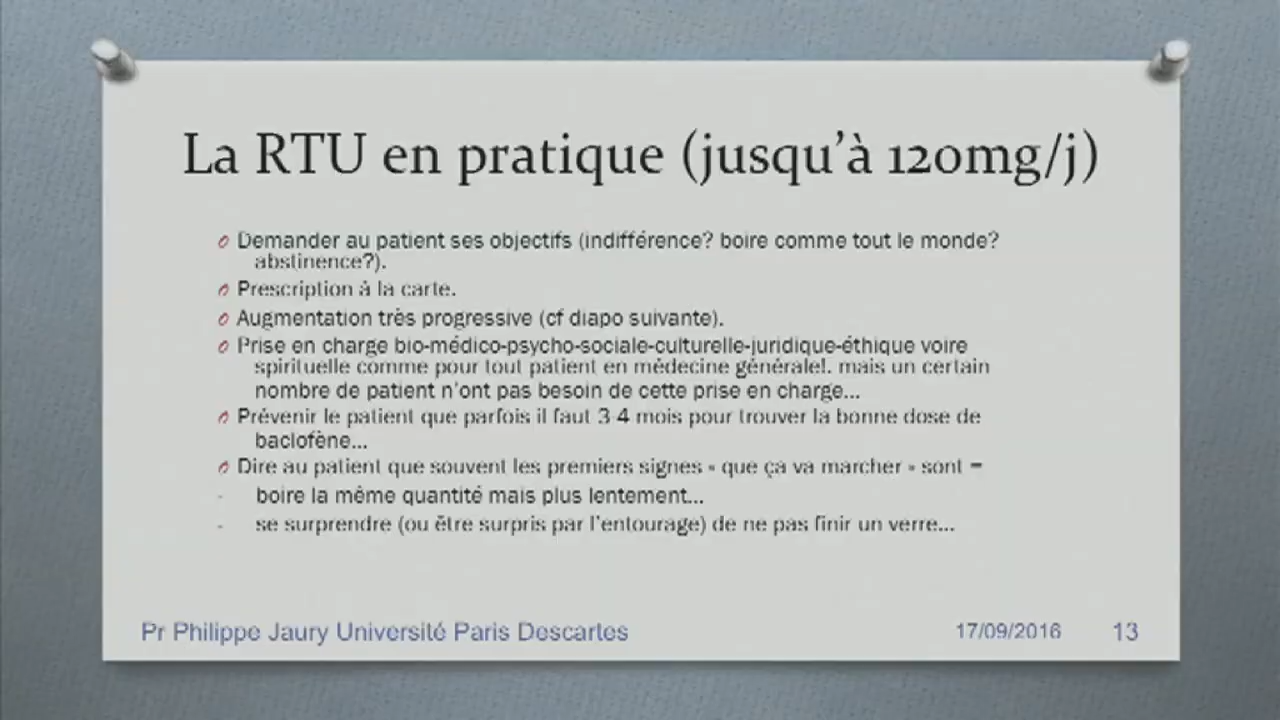 La RTU en pratique (jusqu'à 120mg/j)
Demander au patient ses objectifs (indifférence? boire comme tout le monde?
abstinence?).
Prescription à la carte.
Augmentation très progressive (cf diapo suivante).
Prise en charge bio-médico-psycho-sociale-culturelle-juridique-éthique voire
spirituelle comme pour tout patient en médecine générale!. mais un certain
nombre de patient n'ont pas besoin de cette prise en charge...
Prévenir le patient que parfois il faut 3-4 mois pour trouver la bonne dose de
baclofène...
Dire au patient que souvent les premiers signes « que ça va marcher » sont =
- boire la même quantité mais plus lentement...
- se surprendre (ou être surpris par l'entourage) de ne pas finir un verre...
Pr Philippe Jaury Université Paris Descartes 17/09/2016 13